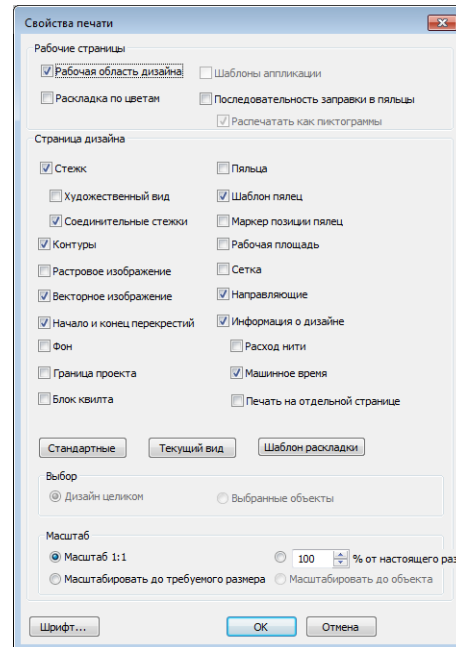 Свойства печати
Рабочие страницы
Рабочая область дизайна
Шаблоны аппликации
Раскладка по цветам
Последовательность заправки в пяльцы
Распечатать как пиктограммы
Страница дизайна
Стежк
Пяльца
Художественный вид
Шаблон пялец
Соединительные стежки
Маркер позиции пялец
Контуры
Рабочая площадь
Растровое изображение
Сетка
Векторное изображение
Направляющие
Начало и конец перекрестий
Информация о дизайне
Фон
Расход нити
Граница проекта
Машинное время
Блок квилта
Печать на отдельной странице
Стандартные
Текущий вид
Шаблон раскладки
Выбор
Дизайн целиком
Выбранные объекты
Масштаб
Масштаб 1:1
100 % от настоящего раз
Масштабировать до требуемого размера
Масштабировать до объекта
Шрифт...
OK
Отмена